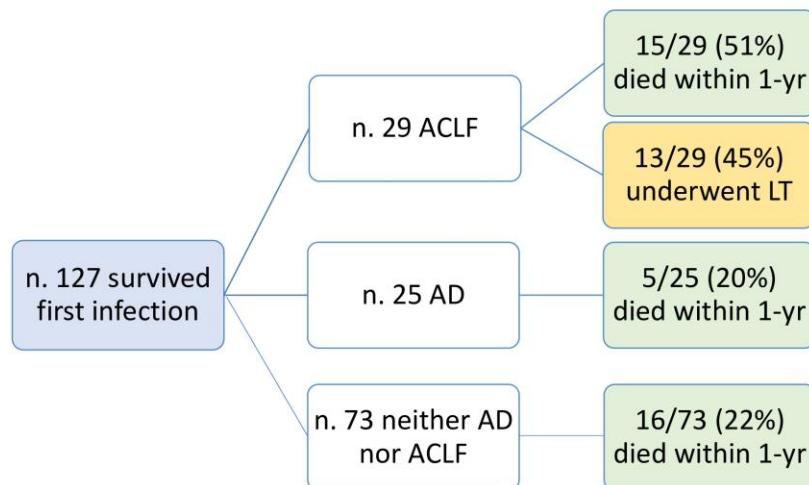 n. 127 survived
first infection
n. 29 ACLF
15/29 (51%)
died within 1-yr
13/29 (45%)
underwent LT
n. 25 AD
5/25 (20%)
died within 1-yr
n. 73 neither AD
nor ACLF
16/73 (22%)
died within 1-yr